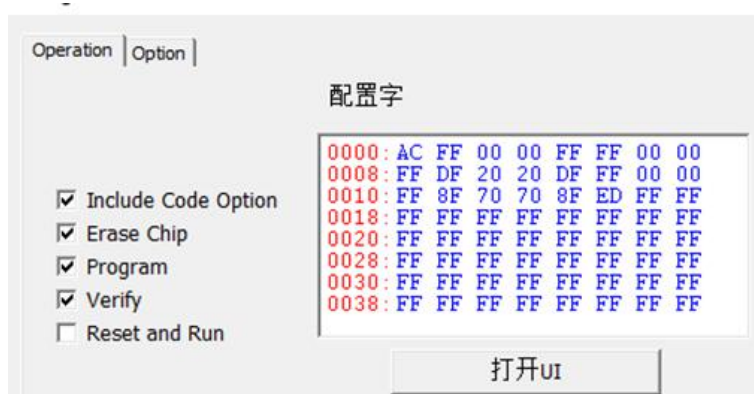 Operation Option
配置字
0000:AC FF 00 00 FF FF 00 00
0008:FF DF 20 20 DF FF 00 00
0010:FF 8F 70 70 8F ED FF FF
0018:FF FF FF FF FF FF FF FF
0020:FF FF FF FF FF FF FF FF
0028:FF FF FF FF FF FF FF FF
0030:FF FF FF FF FF FF FF FF
0038:FF FF FF FF FF FF FF FF
Include Code Option
Erase Chip
Program
Verify
Reset and Run
打开UI